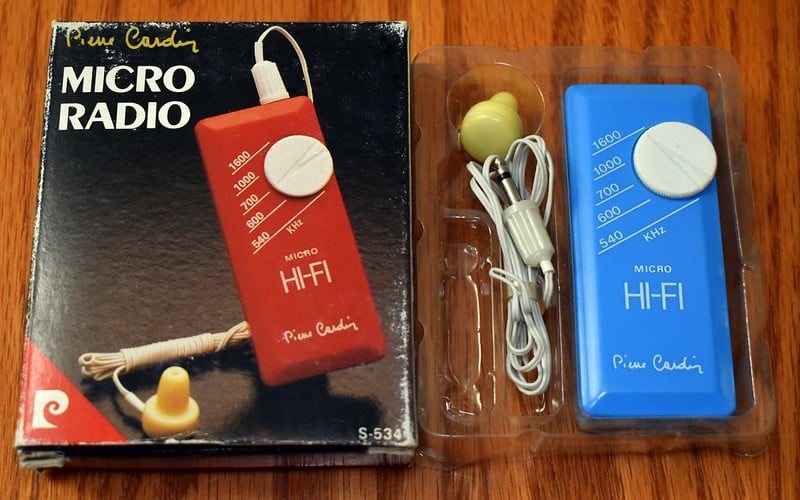 Pierre Cardin
MICRO
RADIO
1600
1000
700
600
540
KHz
MICRO
HI-FI
Pierre Cardin
S-534
1600
1000
700
600
540
KHz
MICRO
HI-FI
Pierre Cardin